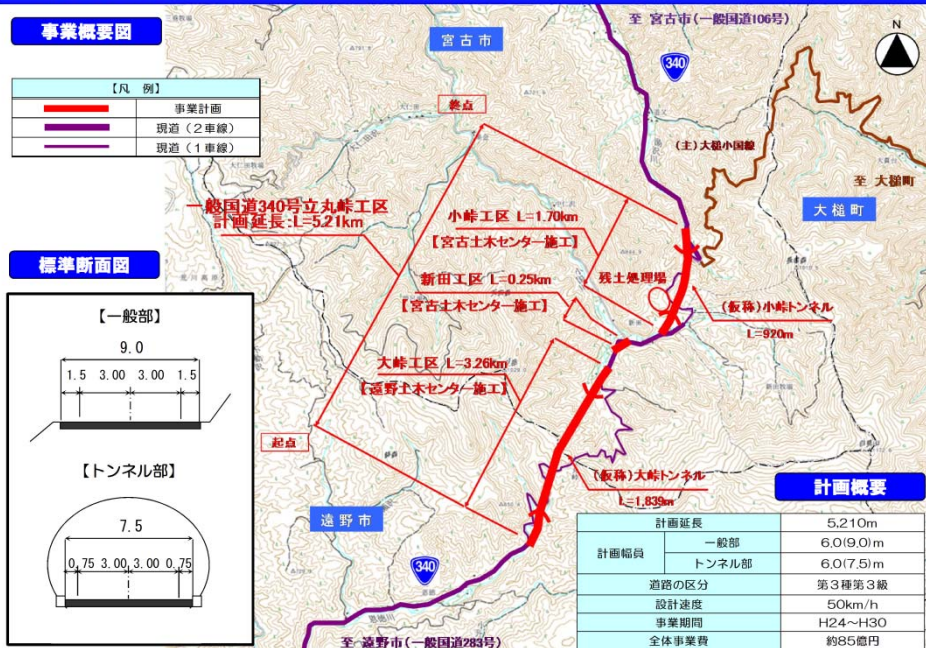 事業概要図
【凡 例】
事業計画
現道(2車線)
現道(1車線)
宮古市
至 宮古市(一般国道106号)
340
N
終点
(主)大槌小国線
至 大槌町
大槌町
一般国道340号立丸峠工区
計画延長:L=5.21km
小峠工区 L=1.70km
【宮古土木センター施工】
新田工区 L=0.25km
【宮古土木センター施工】
残土処理場
(仮称)小峠トンネル
L=920m
大峠工区 L=3.26km
【遠野土木センター施工】
起点
(仮称)大峠トンネル
L=1,839m
遠野市
340
至 遠野市(一般国道283号)
標準断面図
【一般部】
9.0
1.5 3.00 3.00 1.5
【トンネル部】
7.5
0.75 3.00 3.00 0.75
計画概要
計画延長 5,210m
計画幅員 一般部 6.0(9.0)m
トンネル部 6.0(7.5)m
道路の区分 第3種第3級
設計速度 50km/h
事業期間 H24~H30
全体事業費 約85億円